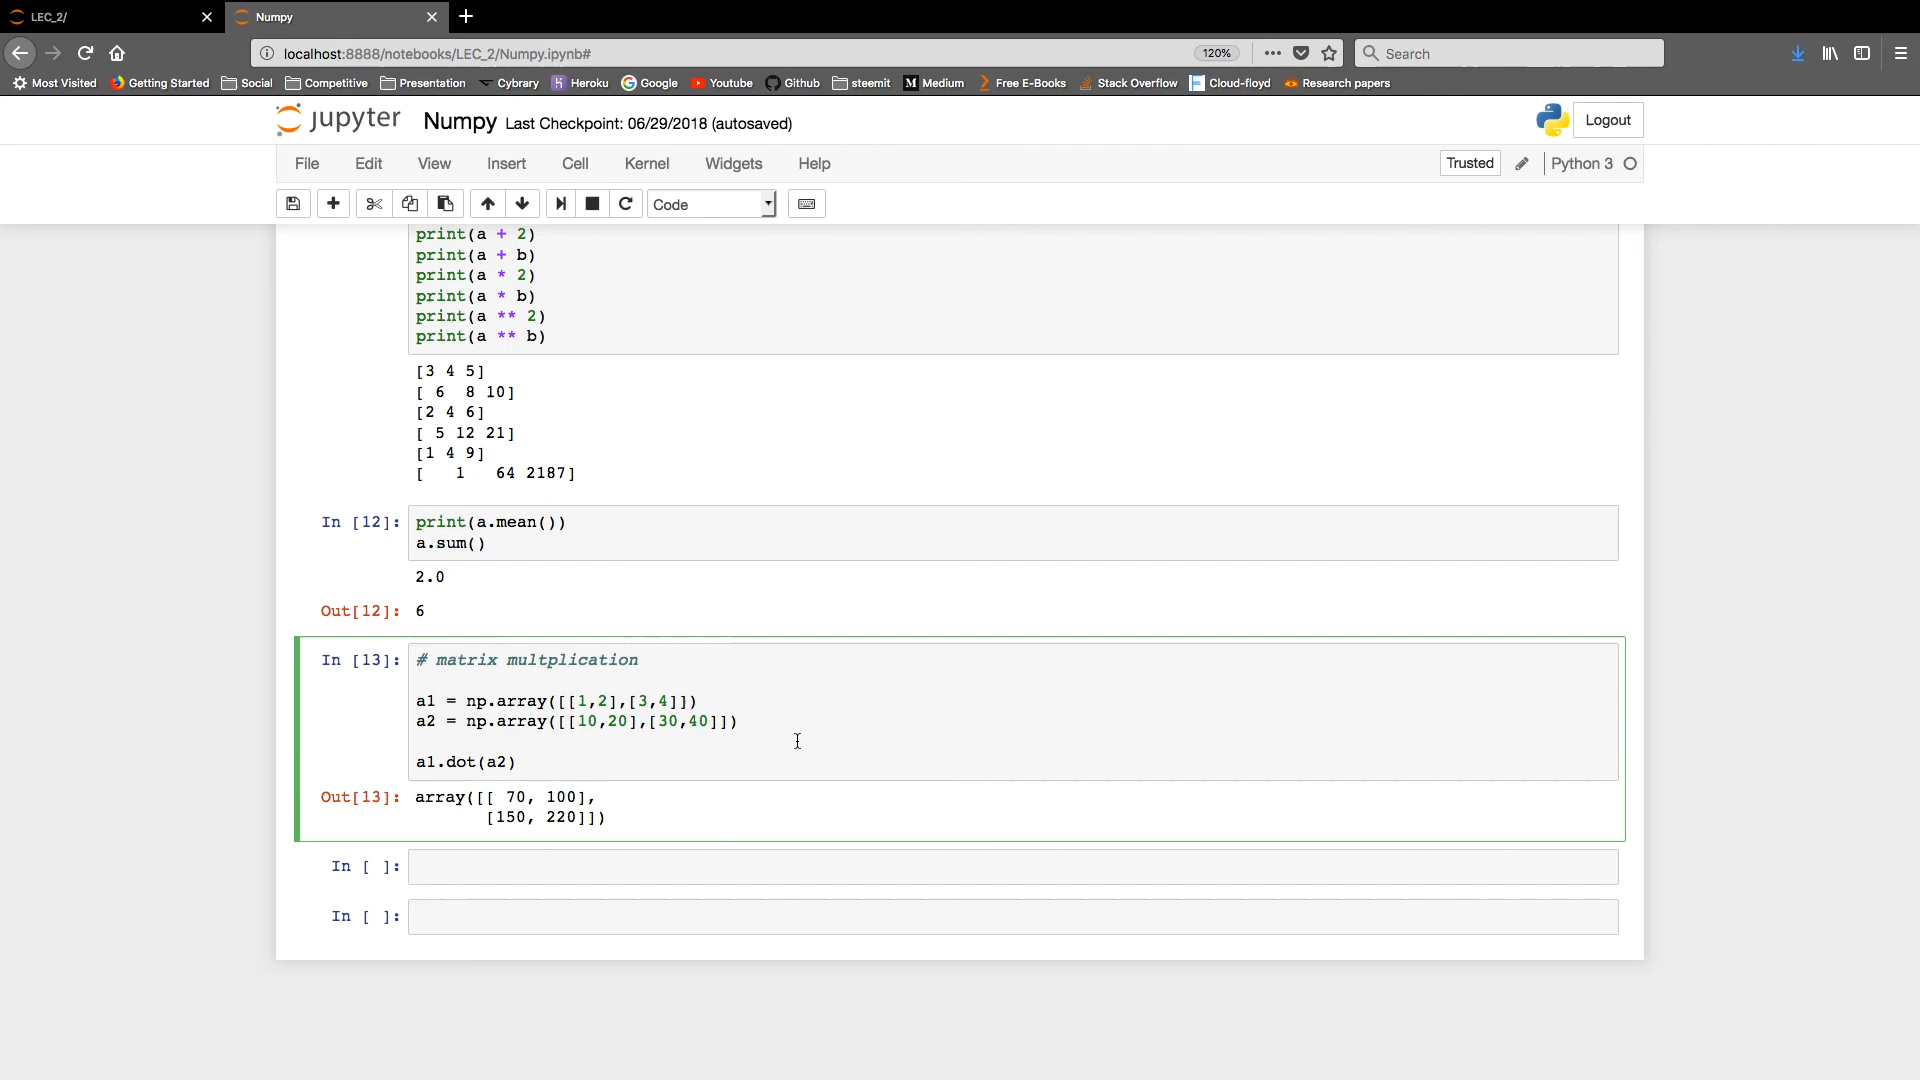 LEC_2/
Numpy
localhost:8888/notebooks/LEC_2/Numpy.ipynb#
120%
Search
Most Visited Getting Started Social Competitive Presentation Cybrary Heroku Google Youtube Github steemit Medium Free E-Books Stack Overflow Cloud-floyd Research papers
jupyter Numpy Last Checkpoint: 06/29/2018 (autosaved)
Logout
File Edit View Insert Cell Kernel Widgets Help
Trusted
Python 3
Code
print(a + 2)
print(a + b)
print(a * 2)
print(a * b)
print(a ** 2)
print(a ** b)
[3 4 5]
[ 6  8 10]
[2 4 6]
[ 5 12 21]
[1 4 9]
[   1   64 2187]
In [12]: print(a.mean())
a.sum()
2.0
Out[12]: 6
In [13]: # matrix multplication
a1 = np.array([[1,2],[3,4]])
a2 = np.array([[10,20],[30,40]])
a1.dot(a2)
Out[13]: array([[ 70, 100],
[150, 220]])
In [ ]:
In [ ]: